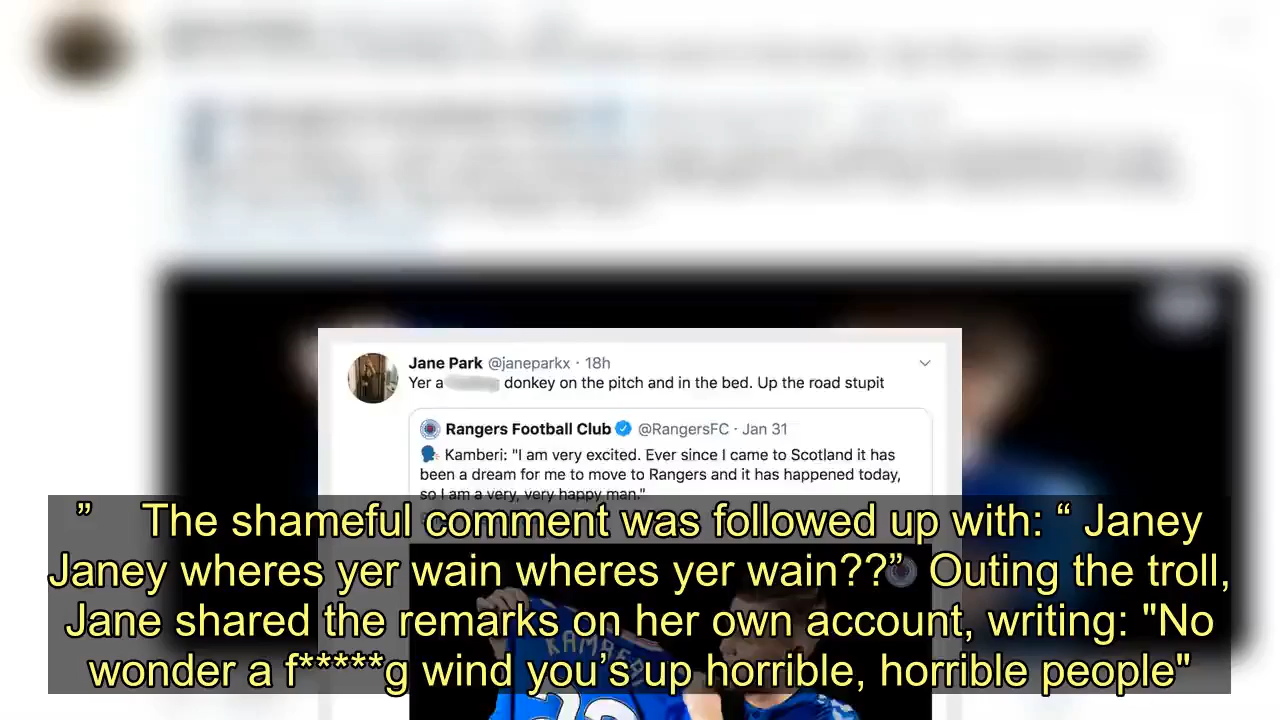 Jane Park @janeparkx · 18h
Yer a donkey on the pitch and in the bed. Up the road stupit
Rangers Football Club @RangersFC · Jan 31
Kamberi: "I am very excited. Ever since I came to Scotland it has
been a dream for me to move to Rangers and it has happened today,
so I am a very, very happy man."
” The shameful comment was followed up with: “ Janey
Janey wheres yer wain wheres yer wain??” Outing the troll,
Jane shared the remarks on her own account, writing: "No
wonder a f*****g wind you’s up horrible, horrible people"
KAMBERI